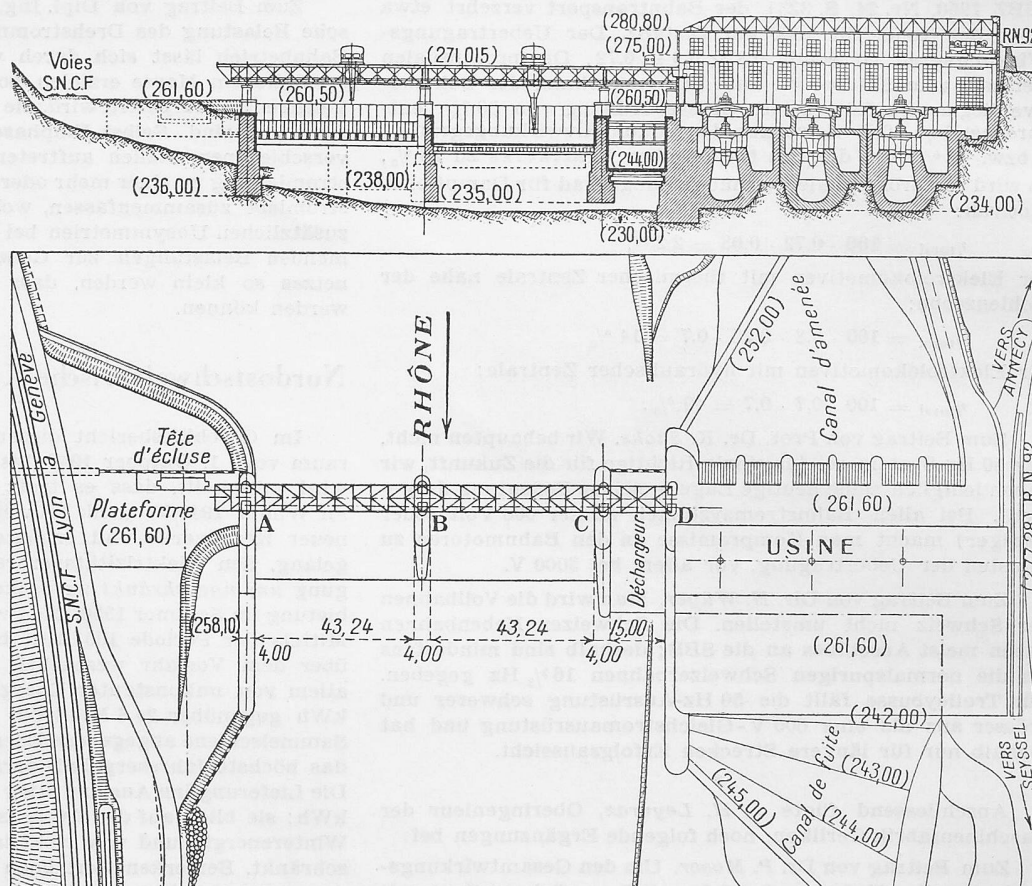 (280,80)
(275,00)
RN.92
(271,015)
Voies
S.N.C.F
(261,60)
(260,50)
(260,50)
(244,00)
(238,00)
(236,00)
(235,00)
(234,00)
(230,00)
RHÔNE
252,00)
Canal d'amenée
VERS
ANNECY
S.N.C.F. Lyon à Genève
Tête
d'écluse
Plateforme
(261,60)
A
B
C
D
(261,60)
USINE
Déchargeur
258,10)
43,24
43,24
15,00
4,00
4,00
4,00
(261,60)
(242,00)
(243,00)
(244,00)
(245,00)
Canal de fuite
VERS
SEYSSEL